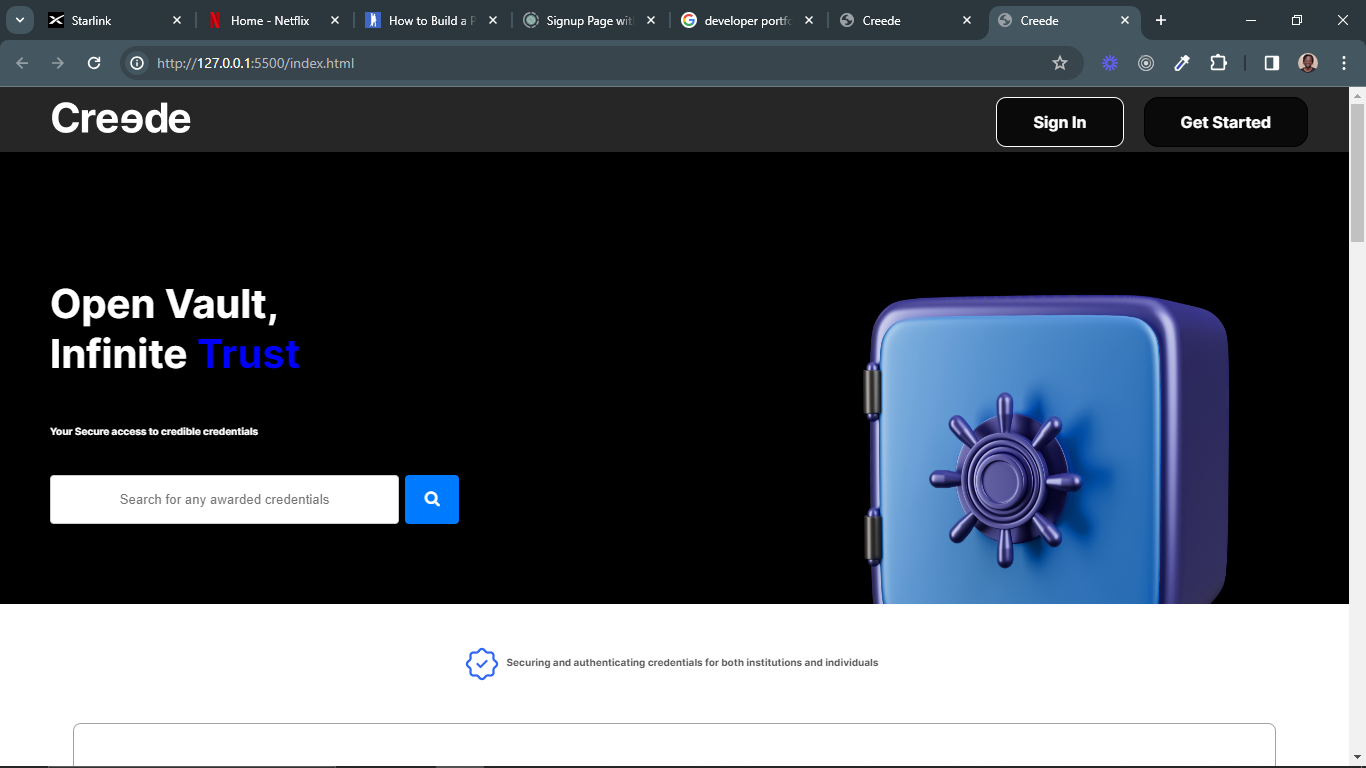 Starlink
Home - Netflix
How to Build a P
Signup Page wit
developer portfo
Creede
Creede
http://127.0.0.1:5500/index.html
Creǝde
Sign In
Get Started
Open Vault,
Infinite Trust
Your Secure access to credible credentials
Search for any awarded credentials
Securing and authenticating credentials for both institutions and individuals